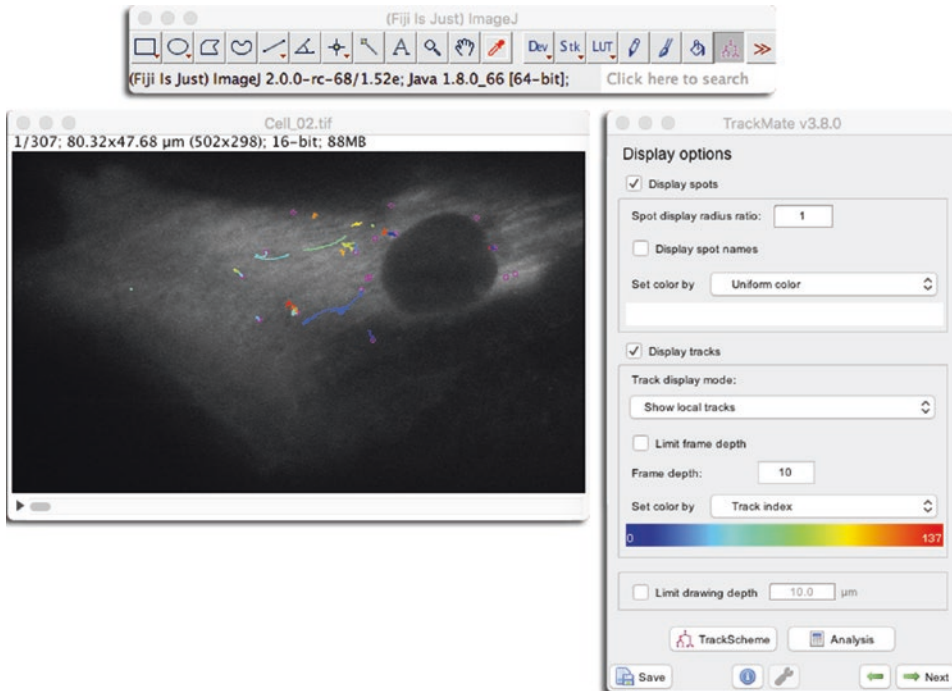 (Fiji Is Just) ImageJ
Dev Stk LUT
(Fiji Is Just) ImageJ 2.0.0-rc-68/1.52e; Java 1.8.0_66 [64-bit];
Click here to search
Cell_02.tif
1/307; 80.32x47.68 µm (502x298); 16-bit; 88MB
TrackMate v3.8.0
Display options
Display spots
Spot display radius ratio: 1
Display spot names
Set color by Uniform color
Display tracks
Track display mode:
Show local tracks
Limit frame depth
Frame depth: 10
Set color by Track index
0 137
Limit drawing depth 10.0 µm
TrackScheme Analysis
Save Next